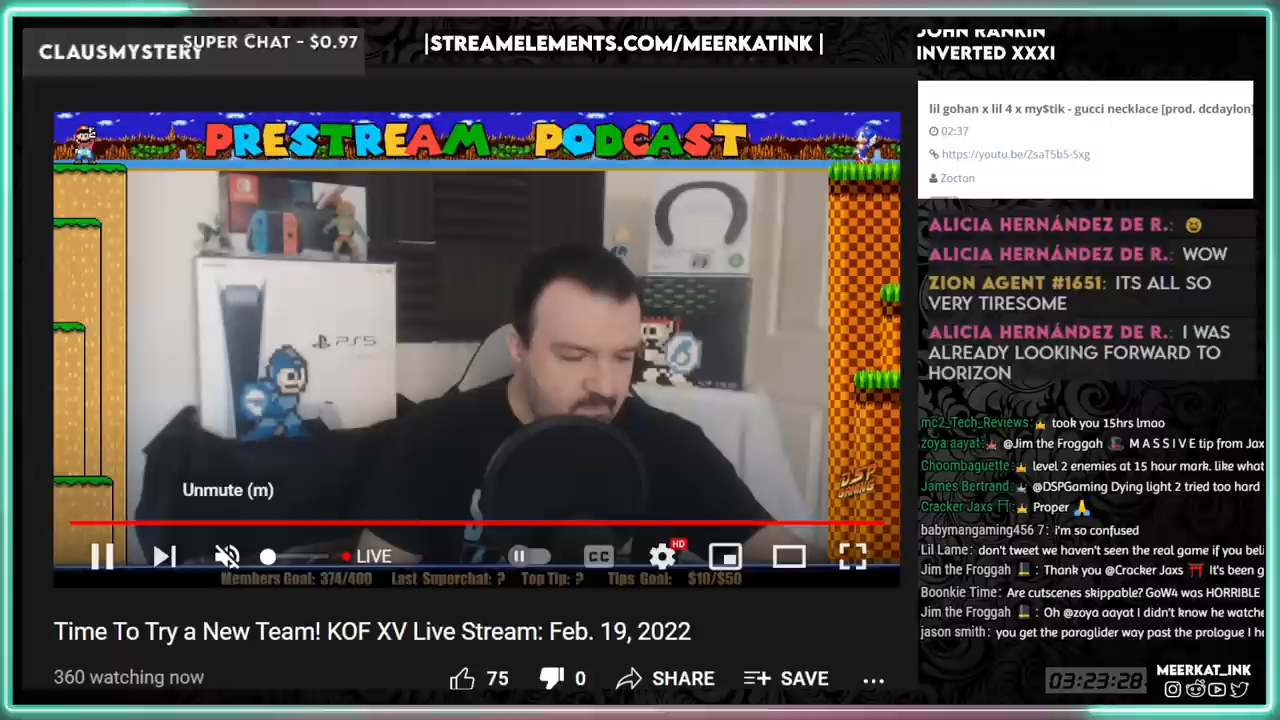 CLAUSMYSTERY
SUPER CHAT - $0.97
|STREAMELEMENTS.COM/MEERKATINK |
JOHN RANKIN
INVERTED XXXI
lil gohan x lil 4 x my$tik - gucci necklace [prod. dcdaylon]
02:37
https://youtu.be/ZsaT5b5-Sxg
Zocton
PRESTREAM PODCAST
PS5
ALICIA HERNÁNDEZ DE R.: 😆
ALICIA HERNÁNDEZ DE R.: WOW
ZION AGENT #1651: ITS ALL SO
VERY TIRESOME
ALICIA HERNÁNDEZ DE R.: I WAS
ALREADY LOOKING FORWARD TO
HORIZON
mc2_Tech_Reviews: took you 15hrs lmao
zoya aayat: @Jim the Froggah M A S S I V E tip from Jax
Choombaguette: level 2 enemies at 15 hour mark. like what
James Bertrand: @DSPGaming Dying light 2 tried too hard
Cracker Jaxs ⛩: Proper 🙏
babymangaming456 7: i'm so confused
Lil Lame: don't tweet we haven't seen the real game if you beli
Jim the Froggah: Thank you @Cracker Jaxs ⛩ It's been g
Boonkie Time: Are cutscenes skippable? GoW4 was HORRIBLE
Jim the Froggah: Oh @zoya aayat I didn't know he watche
jason smith: you get the paraglider way past the prologue I h
DSP
GAMING
Unmute (m)
LIVE
CC
HD
Members Goal: 374/400 Last Superchat: ? Top Tip: ? Tips Goal: $10/$50
Time To Try a New Team! KOF XV Live Stream: Feb. 19, 2022
360 watching now
75
0
SHARE
SAVE
03:23:28
MEERKAT_INK